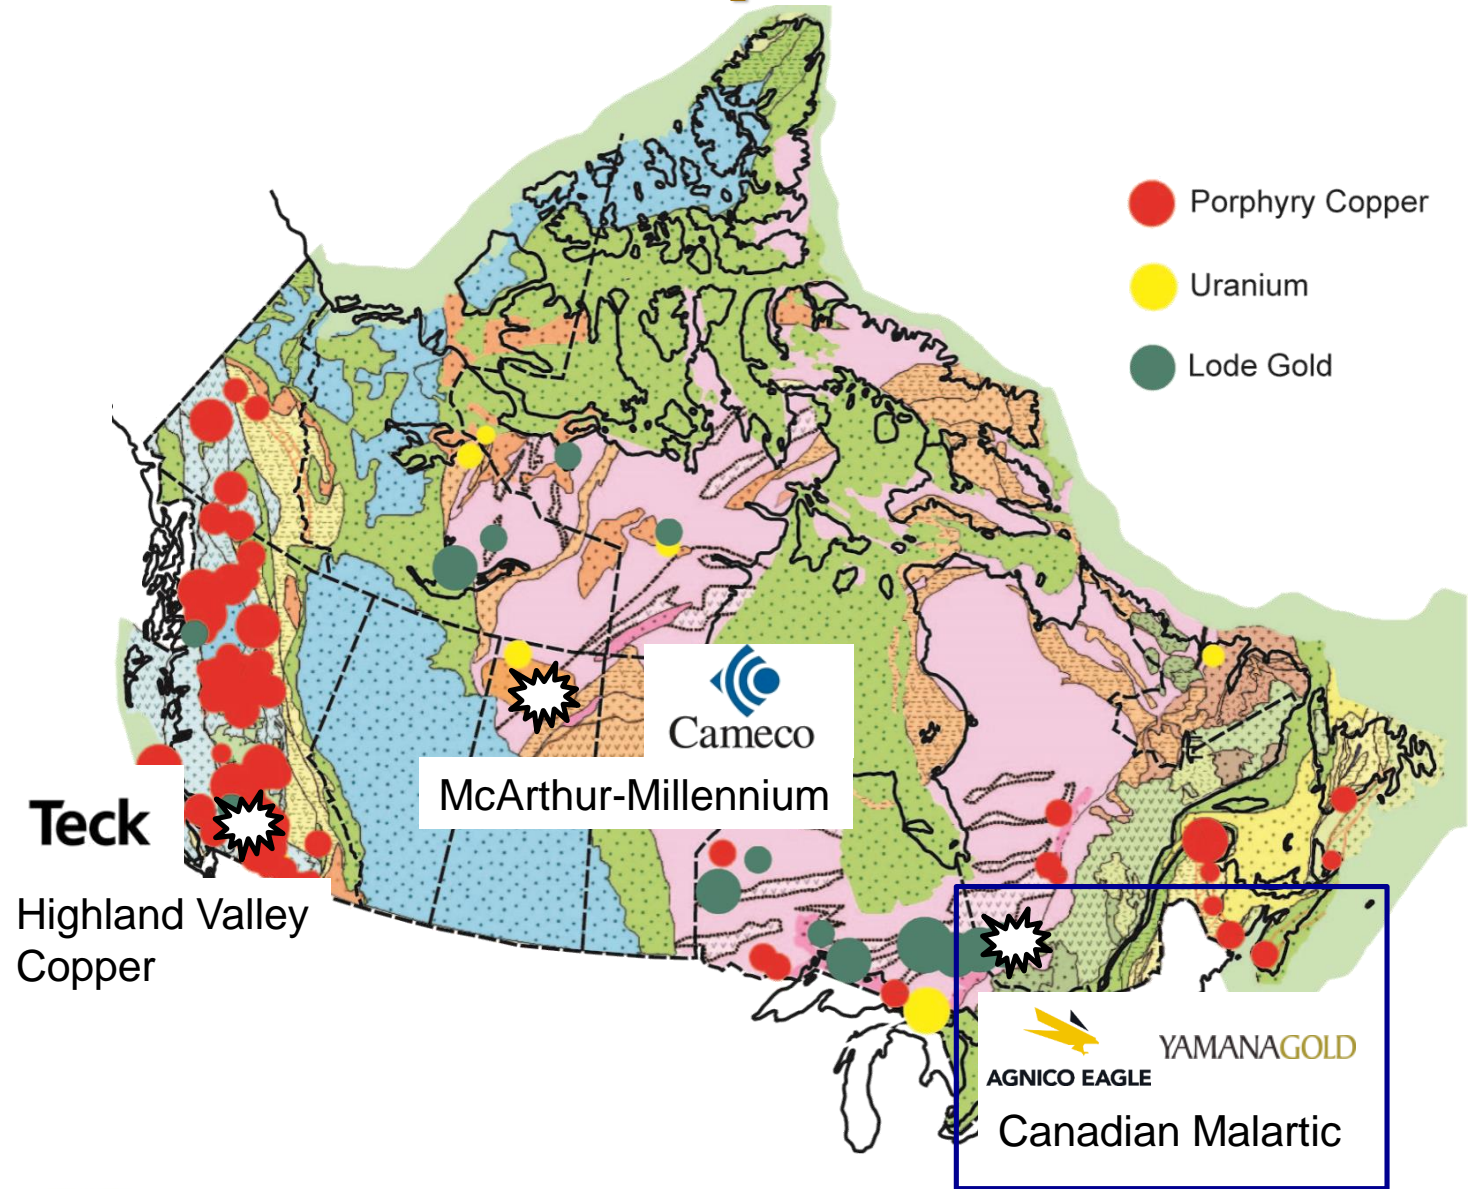 Porphyry Copper
Uranium
Lode Gold
Cameco
McArthur-Millennium
Teck
Highland Valley
Copper
AGNICO EAGLE
YAMANAGOLD
Canadian Malartic